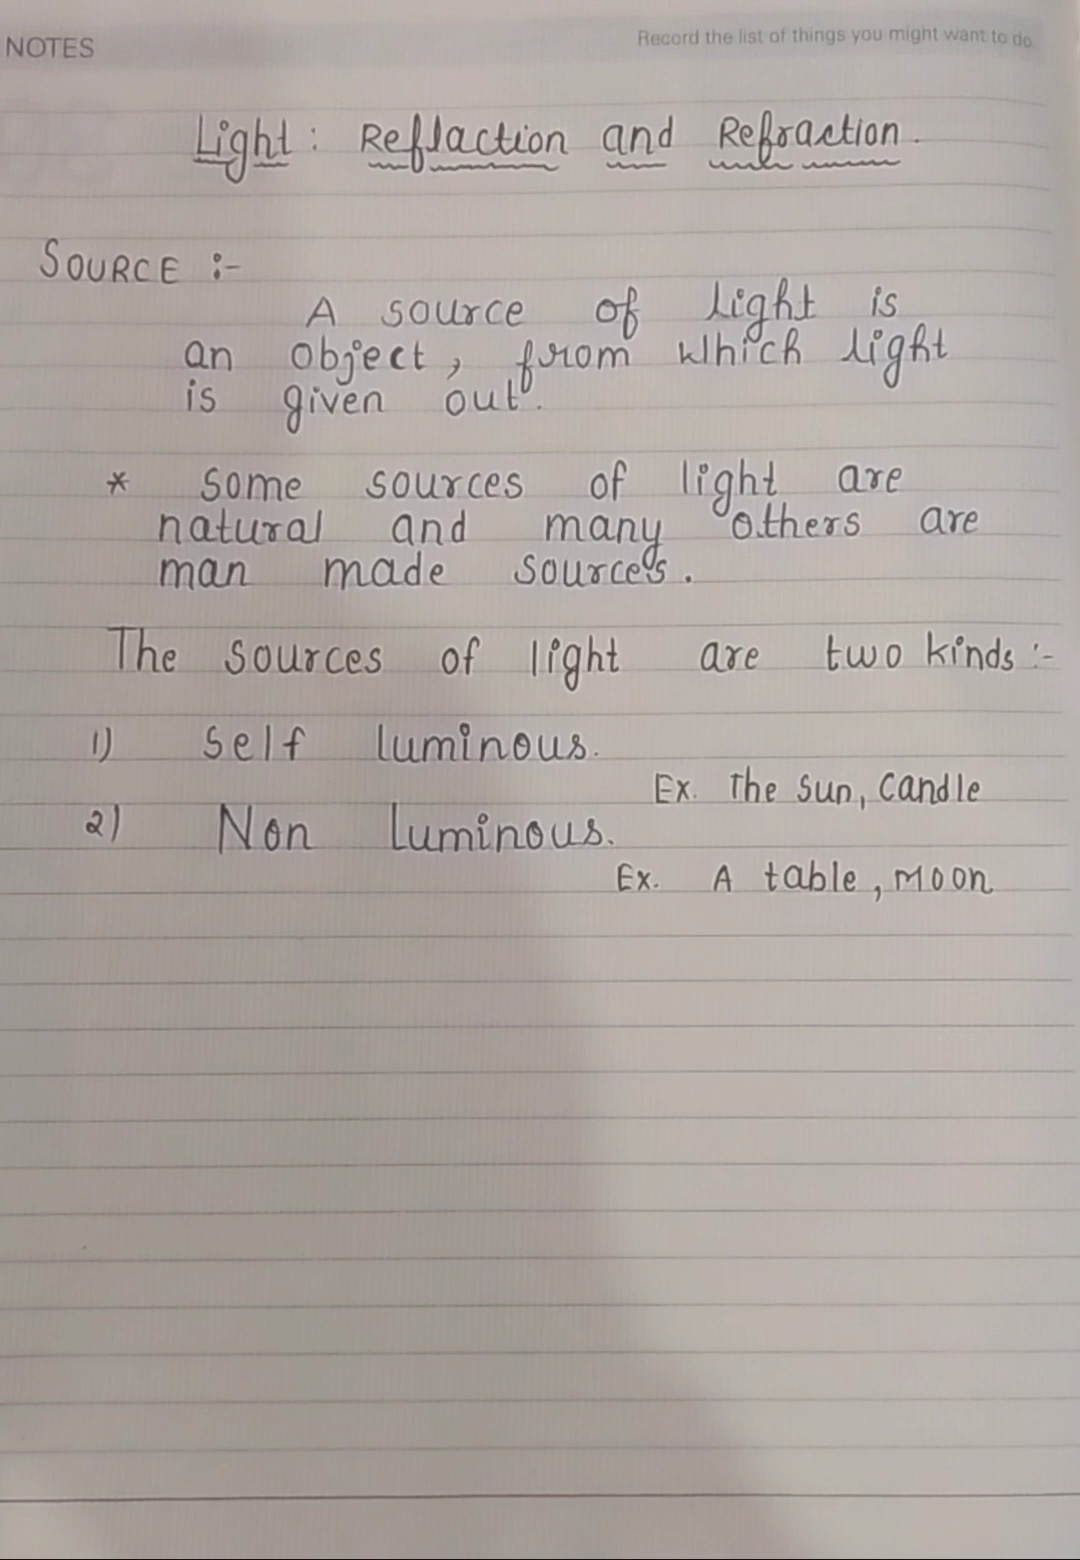 NOTES
Record the list of things you might want to do.
Light: Reflaction and Refraction.
SOURCE :-
A source of light is
an object, from which light
is given out.
* Some sources of light are
natural and many others are
man made sources.
The sources of light are two kinds :-
1) Self luminous.
Ex. The Sun, Candle
2) Non luminous.
Ex. A table, Moon